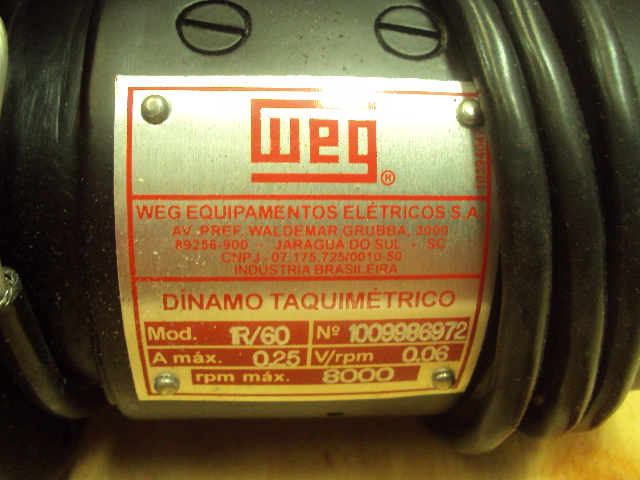 weg
®
WEG EQUIPAMENTOS ELÉTRICOS S.A
AV. PREF. WALDEMAR GRUBBA, 3000
89256-900 - JARAGUÁ DO SUL - SC
CNPJ - 07.175.725/0010-50
INDÚSTRIA BRASILEIRA
DÍNAMO TAQUIMÉTRICO
Mod. 1R/60 Nº 1009986972
A máx. 0,25 V/rpm 0,06
rpm máx. 8000